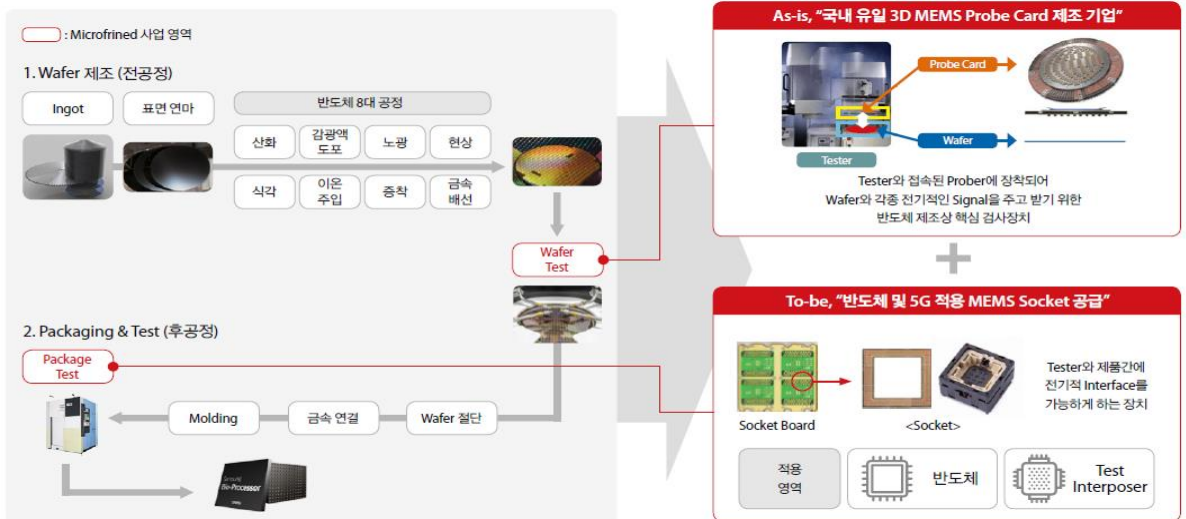 : Microfrined 사업 영역
1. Wafer 제조 (전공정)
Ingot
표면 연마
반도체 8대 공정
산화
감광액
도포
노광
현상
식각
이온
주입
증착
금속
배선
Wafer
Test
2. Packaging & Test (후공정)
Package
Test
Molding
금속 연결
Wafer 절단
As-is, “국내 유일 3D MEMS Probe Card 제조 기업”
Probe Card
Wafer
Tester
Tester와 접속된 Prober에 장착되어
Wafer와 각종 전기적인 Signal을 주고 받기 위한
반도체 제조상 핵심 검사장치
To-be, “반도체 및 5G 적용 MEMS Socket 공급”
Tester와 제품간에
전기적 Interface를
가능하게 하는 장치
Socket Board
<Socket>
적용
영역
반도체
Test
Interposer